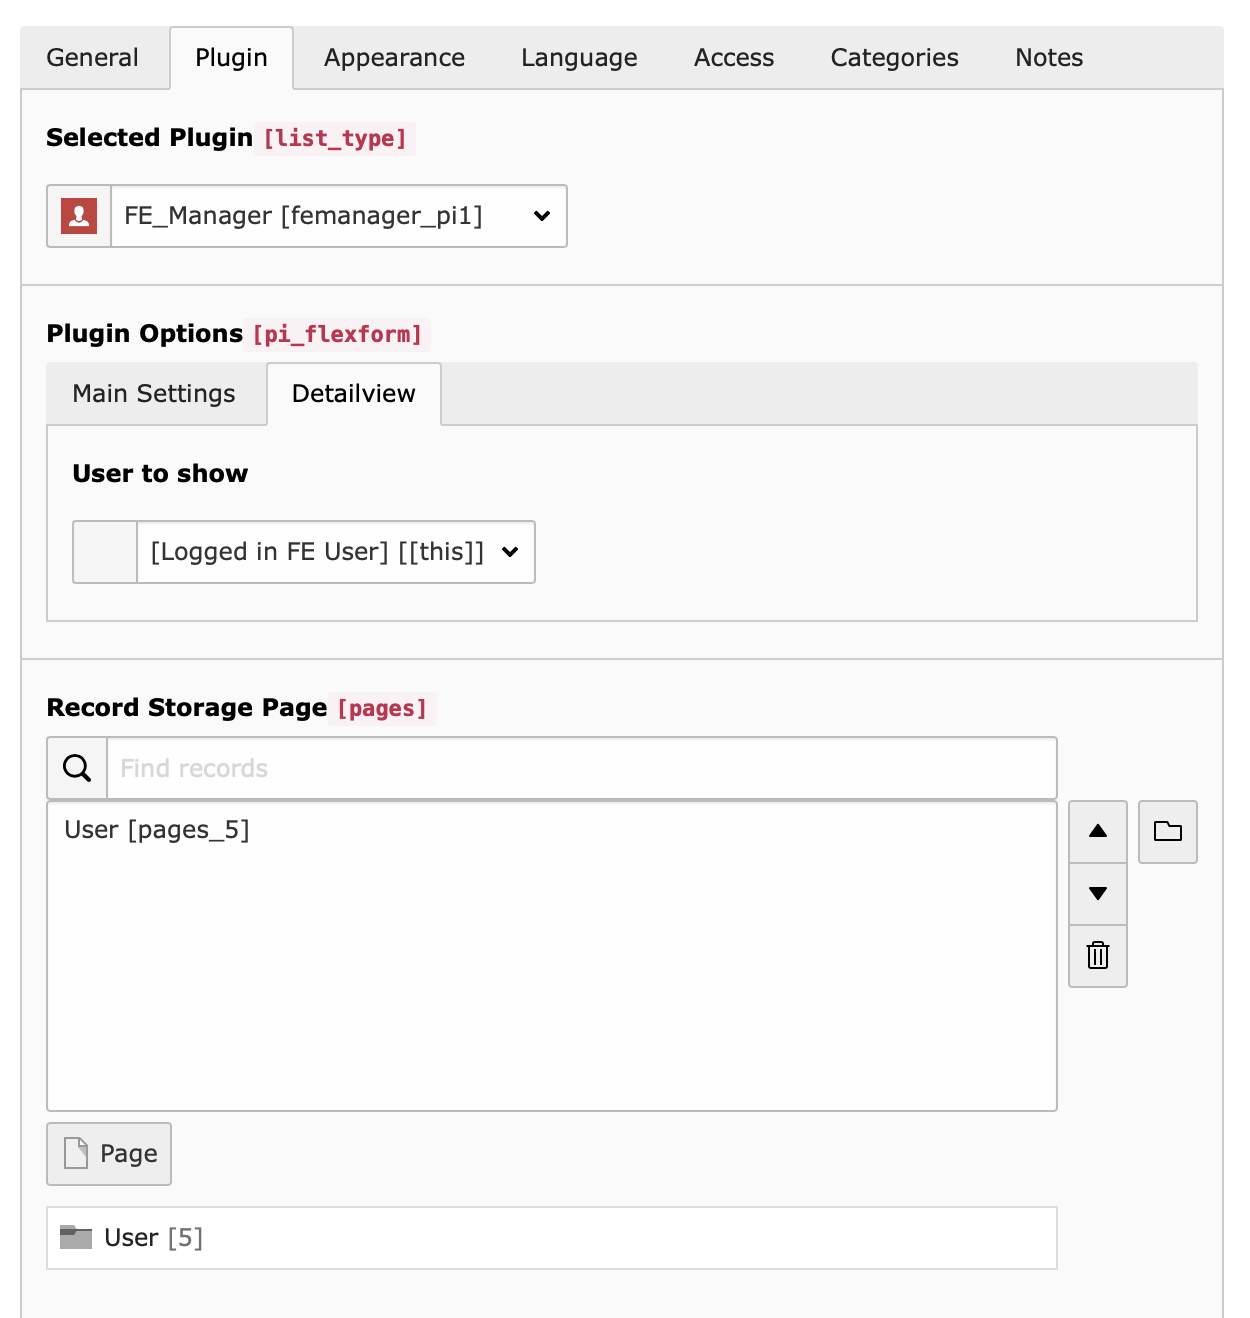 General Plugin Appearance Language Access Categories Notes
Selected Plugin [list_type]
FE_Manager [femanager_pi1]
Plugin Options [pi_flexform]
Main Settings Detailview
User to show
[Logged in FE User] [[this]]
Record Storage Page [pages]
Find records
User [pages_5]
Page
User [5]